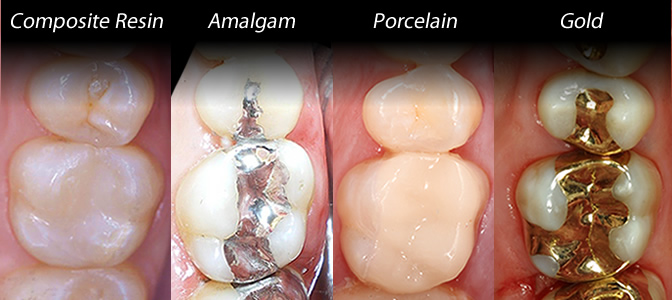 Composite Resin
Amalgam
Porcelain
Gold